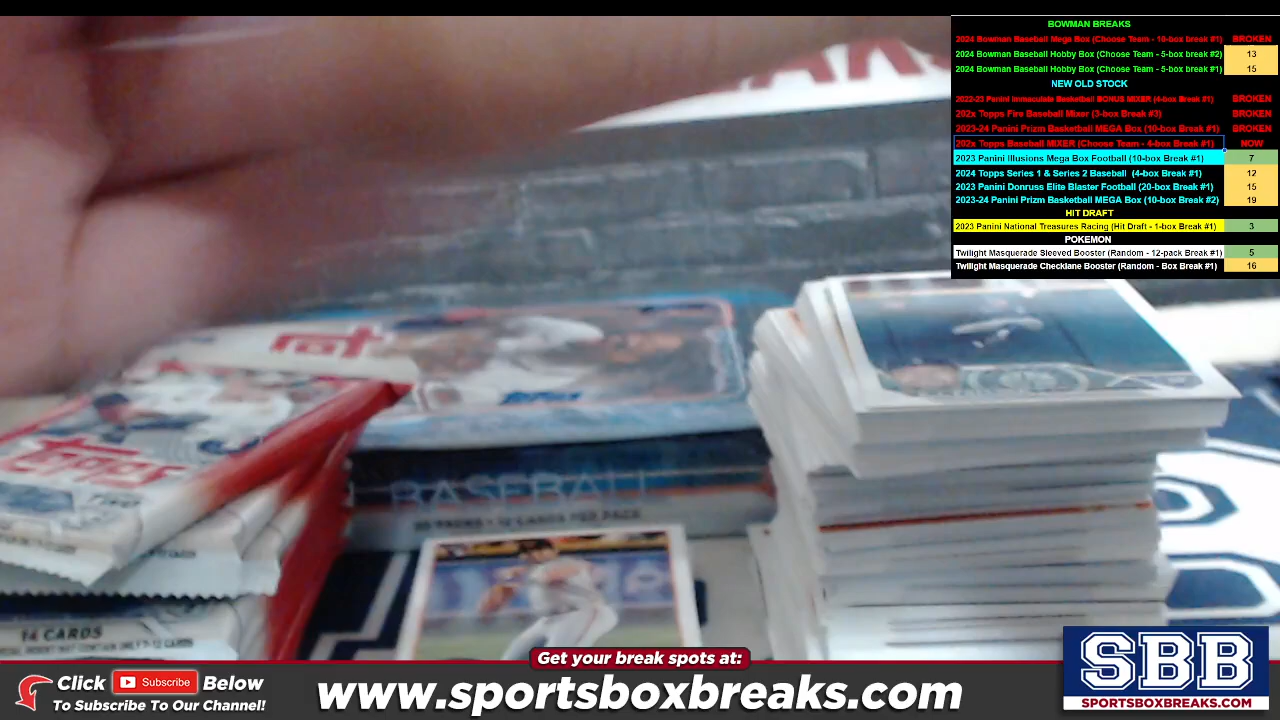 BOWMAN BREAKS
2024 Bowman Baseball Mega Box (Choose Team - 10-box break #1) BROKEN
2024 Bowman Baseball Hobby Box (Choose Team - 5-box break #2) 13
2024 Bowman Baseball Hobby Box (Choose Team - 5-box break #1) 15
NEW OLD STOCK
2022-23 Panini Immaculate Basketball BONUS MIXER (4-box Break #1) BROKEN
202x Topps Fire Baseball Mixer (3-box Break #3) BROKEN
2023-24 Panini Prizm Basketball MEGA Box (10-box Break #1) BROKEN
202x Topps Baseball MIXER (Choose Team - 4-box Break #1) NOW
2023 Panini Illusions Mega Box Football (10-box Break #1) 7
2024 Topps Series 1 & Series 2 Baseball (4-box Break #1) 12
2023 Panini Donruss Elite Blaster Football (20-box Break #1) 15
2023-24 Panini Prizm Basketball MEGA Box (10-box Break #2) 19
HIT DRAFT
2023 Panini National Treasures Racing (Hit Draft - 1-box Break #1) 3
POKEMON
Twilight Masquerade Sleeved Booster (Random - 12-pack Break #1) 5
Twilight Masquerade Checklane Booster (Random - Box Break #1) 16
TOPPS
topps
BASEBALL
20 PACKS • 12 CARDS PER PACK
14 CARDS
Get your break spots at:
Click Subscribe Below
To Subscribe To Our Channel!
www.sportsboxbreaks.com
SBB
SPORTSBOXBREAKS.COM